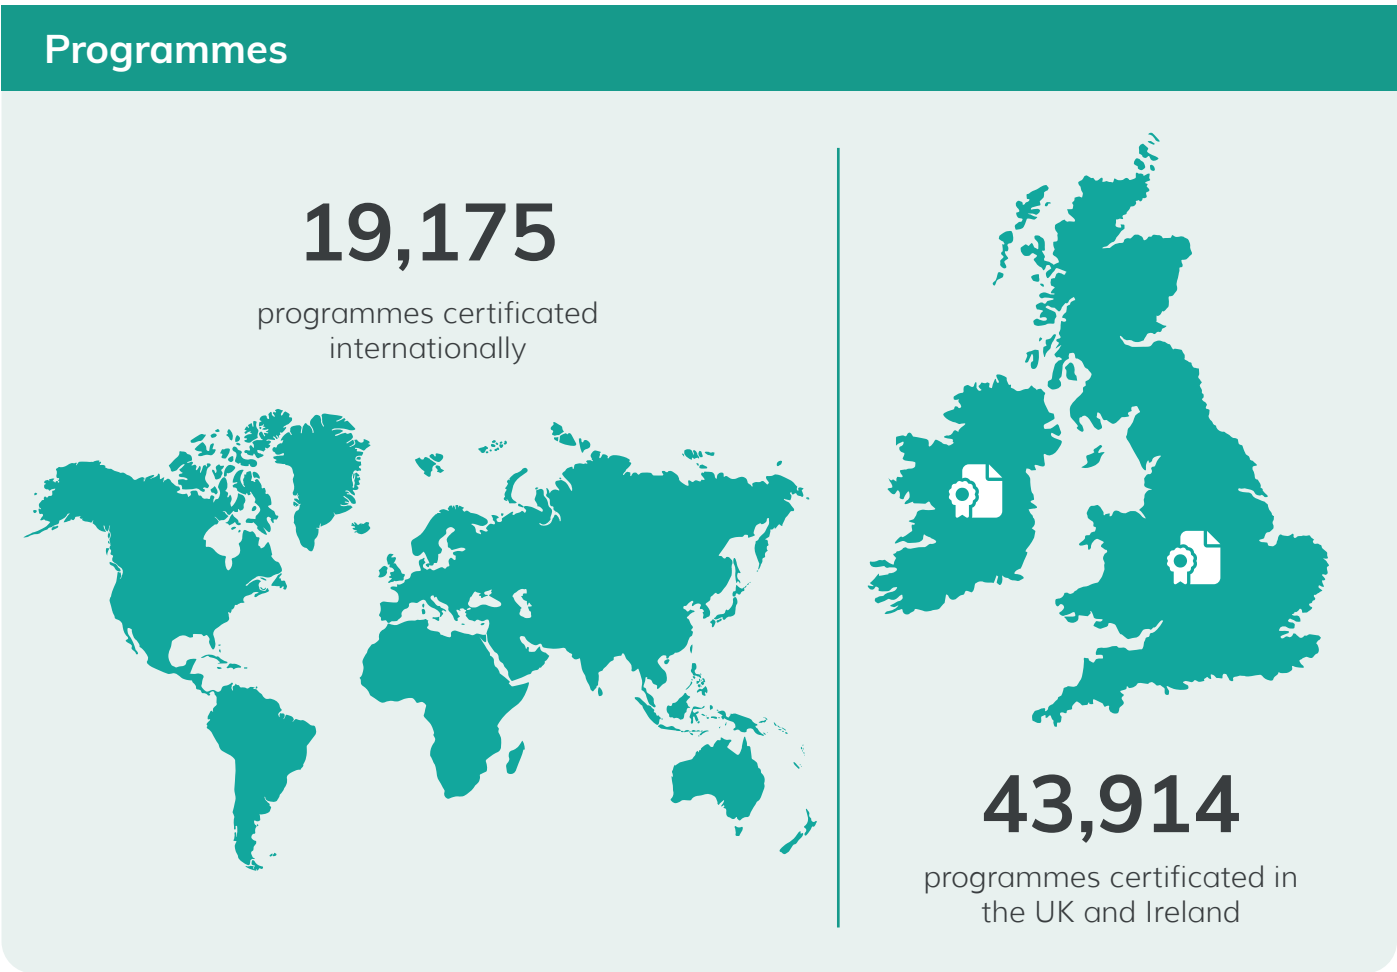 Programmes
19,175
programmes certificated
internationally
43,914
programmes certificated in
the UK and Ireland